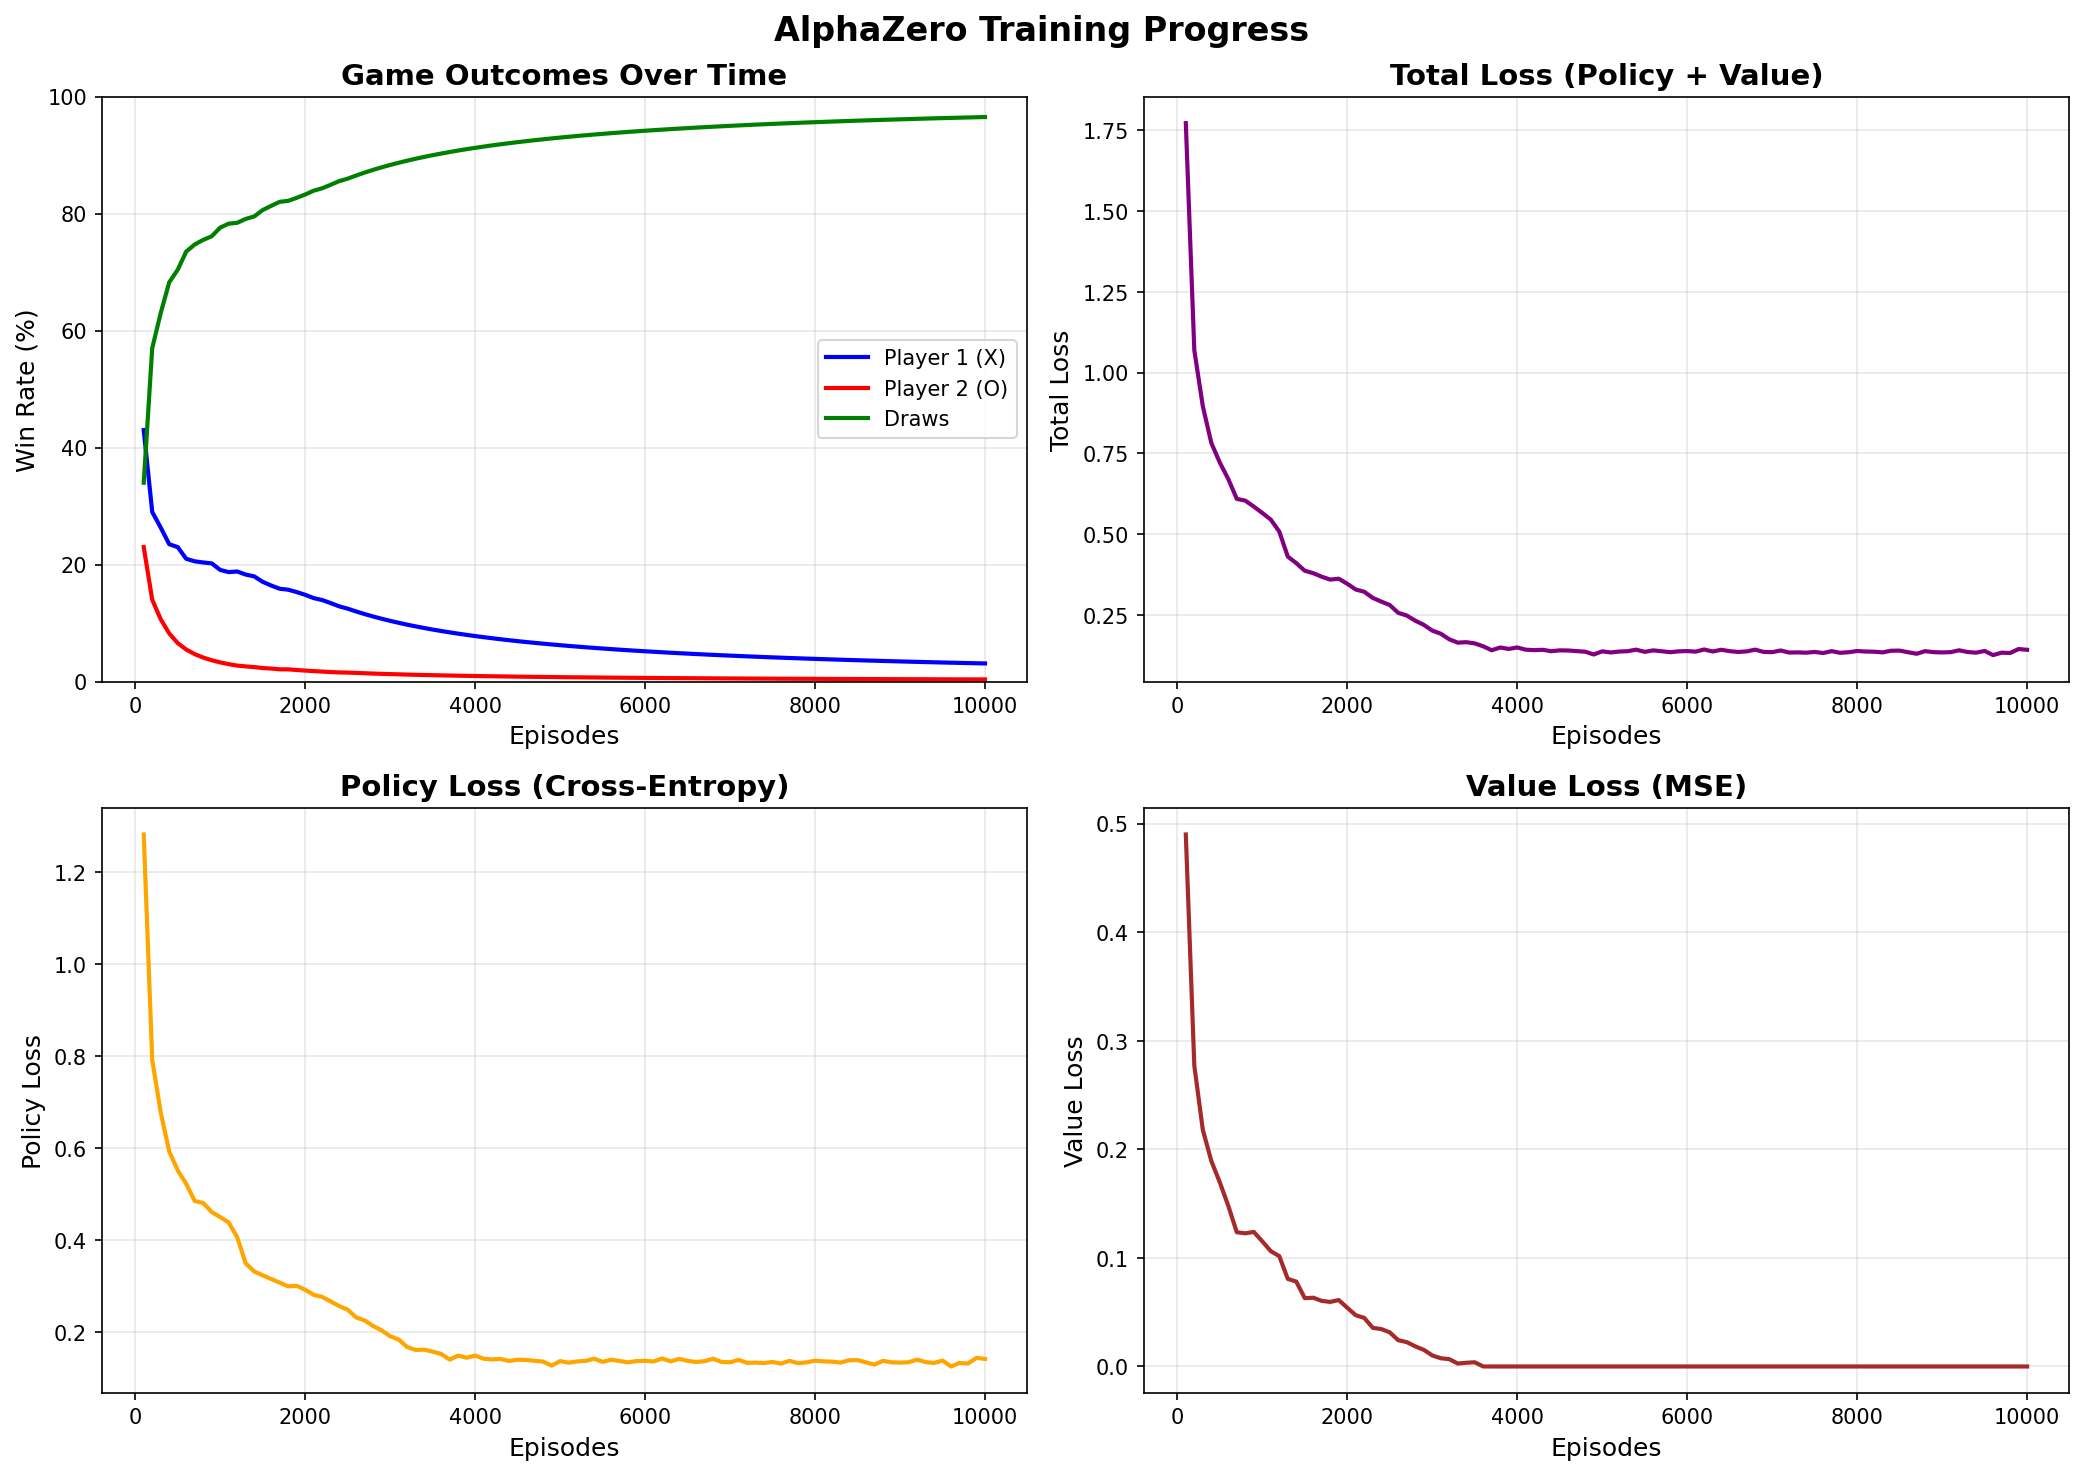 AlphaZero Training Progress
Game Outcomes Over Time
Win Rate (%)
100
80
60
40
20
0
Player 1 (X)
Player 2 (O)
Draws
0 2000 4000 6000 8000 10000
Episodes
Total Loss (Policy + Value)
Total Loss
1.75
1.50
1.25
1.00
0.75
0.50
0.25
0 2000 4000 6000 8000 10000
Episodes
Policy Loss (Cross-Entropy)
Policy Loss
1.2
1.0
0.8
0.6
0.4
0.2
0 2000 4000 6000 8000 10000
Episodes
Value Loss (MSE)
Value Loss
0.5
0.4
0.3
0.2
0.1
0.0
0 2000 4000 6000 8000 10000
Episodes